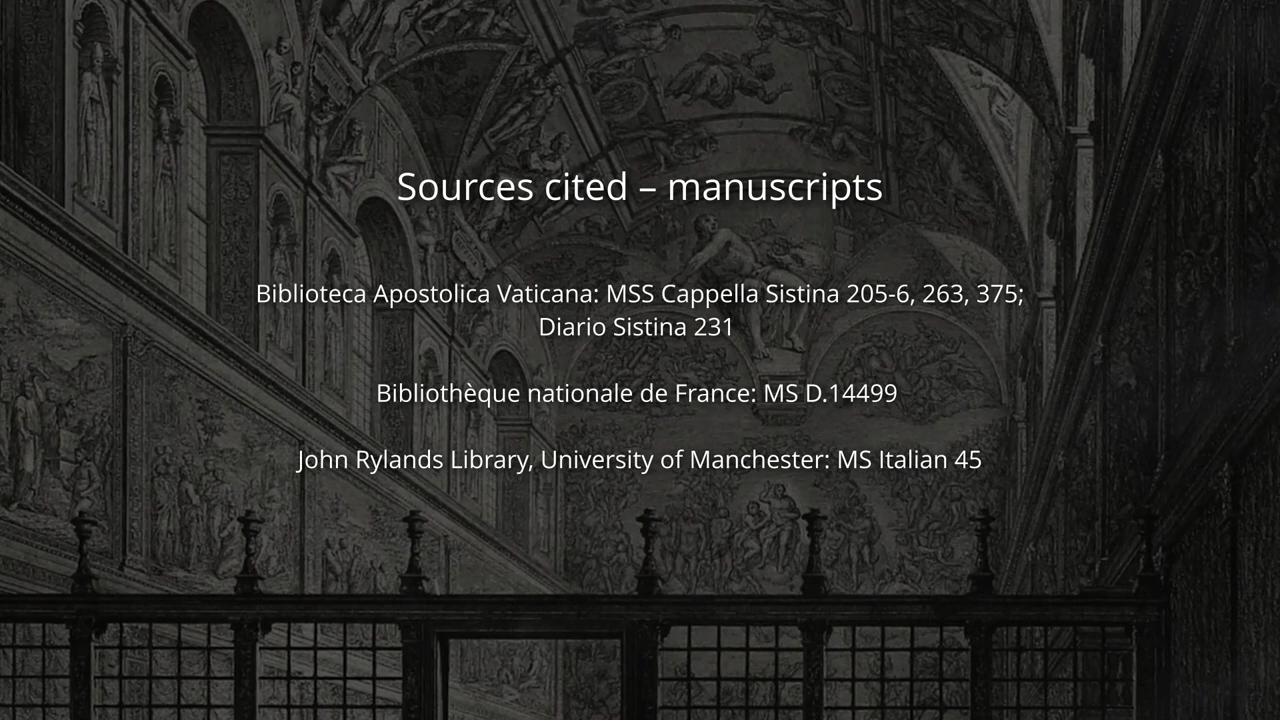 Sources cited – manuscripts
Biblioteca Apostolica Vaticana: MSS Cappella Sistina 205-6, 263, 375;
Diario Sistina 231
Bibliothèque nationale de France: MS D.14499
John Rylands Library, University of Manchester: MS Italian 45